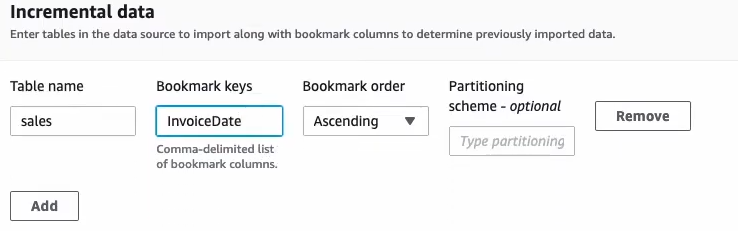 Incremental data
Enter tables in the data source to import along with bookmark columns to determine previously imported data.
Table name
Bookmark keys
Bookmark order
Partitioning
scheme - optional
sales
InvoiceDate
Ascending
Type partitioning
Remove
Comma-delimited list
of bookmark columns.
Add